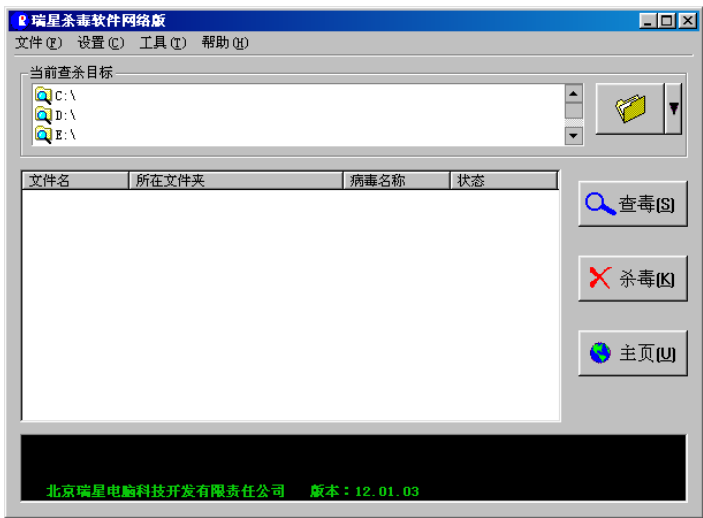 瑞星杀毒软件网络版
文件(F) 设置(C) 工具(T) 帮助(H)
当前查杀目标
C:\
D:\
E:\
文件名 所在文件夹 病毒名称 状态
查毒(S)
杀毒(K)
主页(U)
北京瑞星电脑科技开发有限责任公司 版本：12.01.03